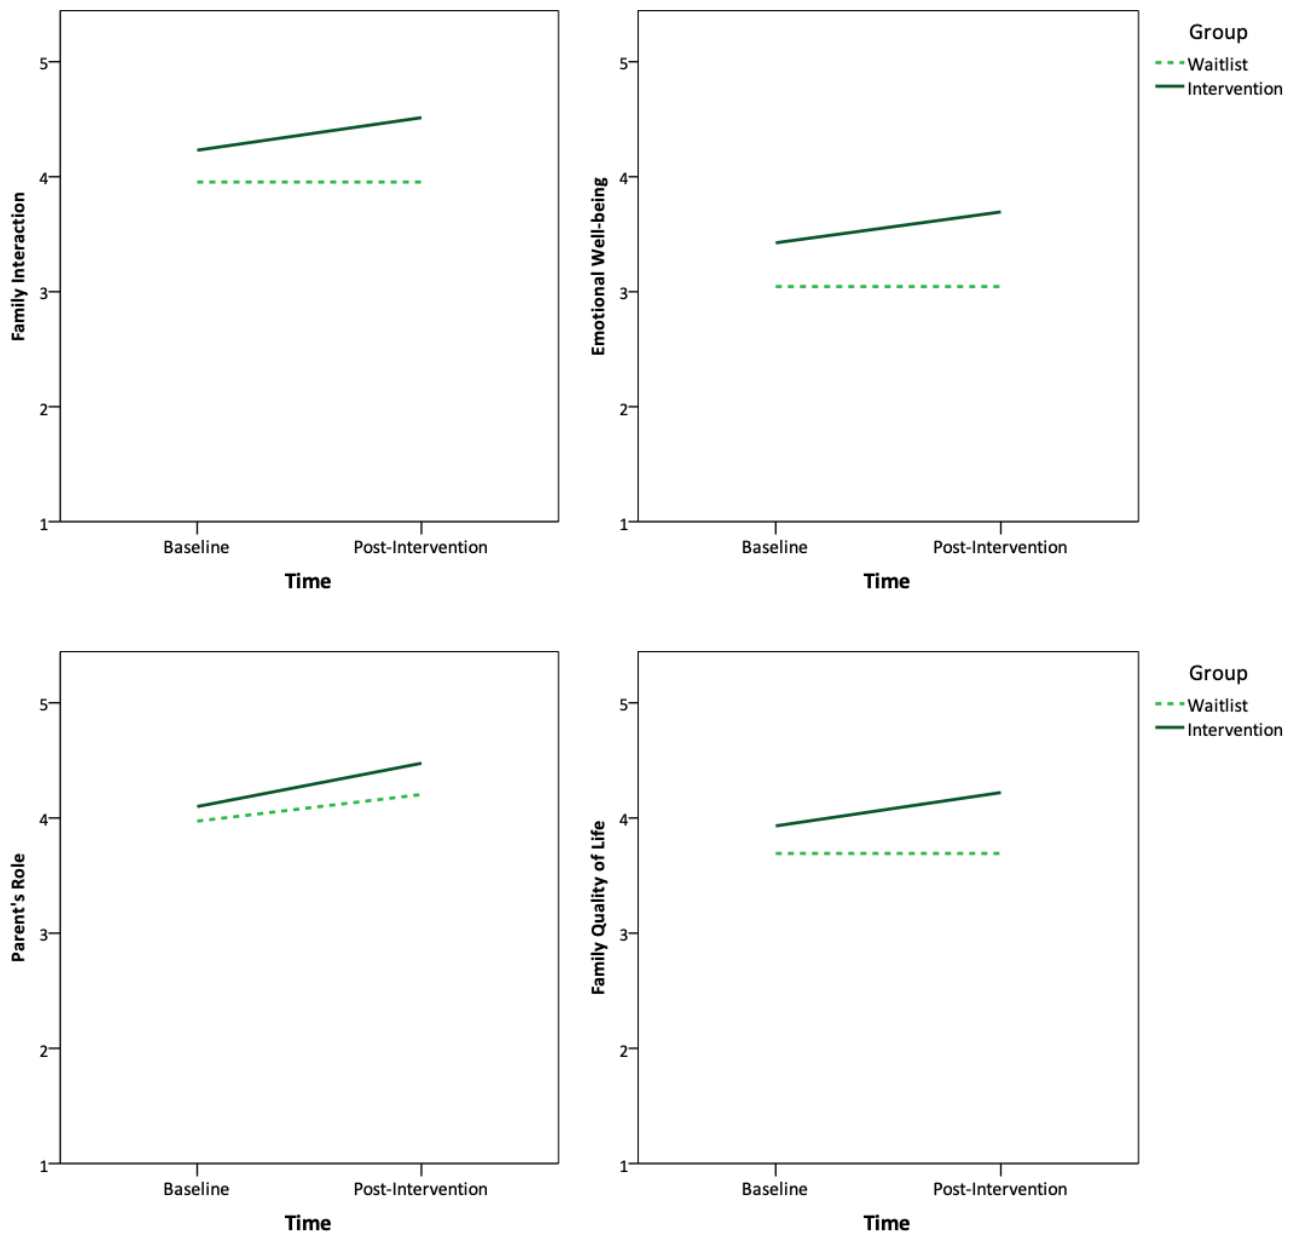 Family Interaction
5
4
3
2
1
Baseline
Post-Intervention
Time
Emotional Well-being
5
4
3
2
1
Baseline
Post-Intervention
Time
Group
Waitlist
Intervention
Parent's Role
5
4
3
2
1
Baseline
Post-Intervention
Time
Family Quality of Life
5
4
3
2
1
Baseline
Post-Intervention
Time
Group
Waitlist
Intervention